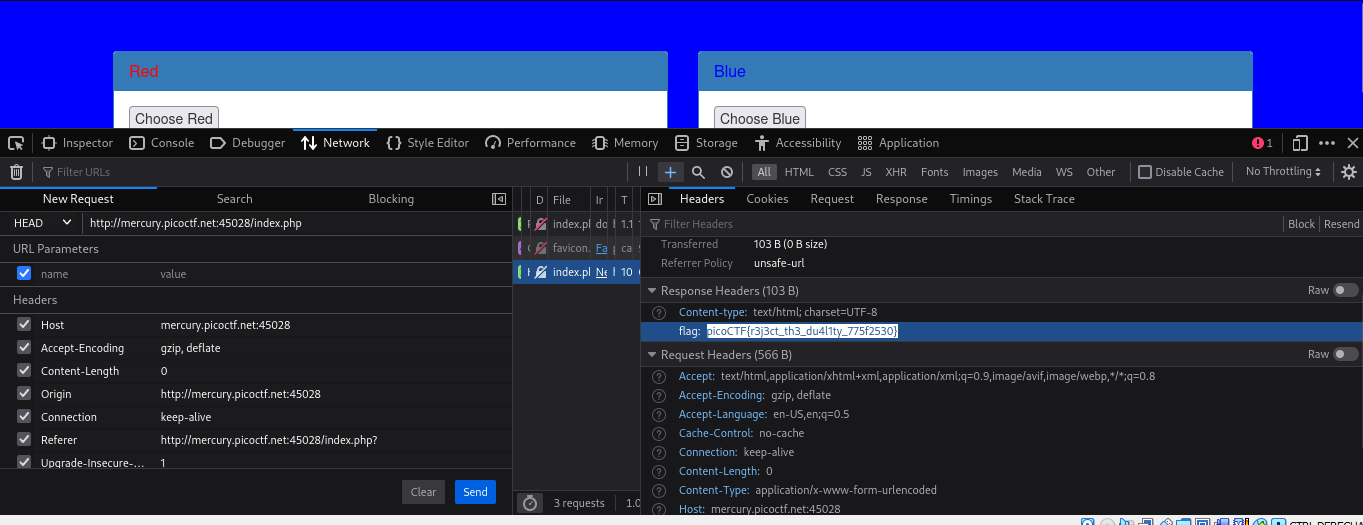 Red
Blue
Choose Red
Choose Blue
Inspector Console Debugger Network Style Editor Performance Memory Storage Accessibility Application 1
Filter URLs
All HTML CSS JS XHR Fonts Images Media WS Other Disable Cache No Throttling
New Request Search Blocking
HEAD http://mercury.picoctf.net:45028/index.php
URL Parameters
name value
Headers
Host mercury.picoctf.net:45028
Accept-Encoding gzip, deflate
Content-Length 0
Origin http://mercury.picoctf.net:45028
Connection keep-alive
Referer http://mercury.picoctf.net:45028/index.php?
Upgrade-Insecure-... 1
Clear Send
D File Ir T
index.pl do 1.1
favicon. Fa ca
index.pl Ne 10
3 requests 1.0
Headers Cookies Request Response Timings Stack Trace
Filter Headers Block Resend
Transferred 103 B (0 B size)
Referrer Policy unsafe-url
Response Headers (103 B) Raw
Content-type: text/html; charset=UTF-8
flag: picoCTF{r3j3ct_th3_du4l1ty_775f2530}
Request Headers (566 B) Raw
Accept: text/html,application/xhtml+xml,application/xml;q=0.9,image/avif,image/webp,*/*;q=0.8
Accept-Encoding: gzip, deflate
Accept-Language: en-US,en;q=0.5
Cache-Control: no-cache
Connection: keep-alive
Content-Length: 0
Content-Type: application/x-www-form-urlencoded
Host: mercury.picoctf.net:45028